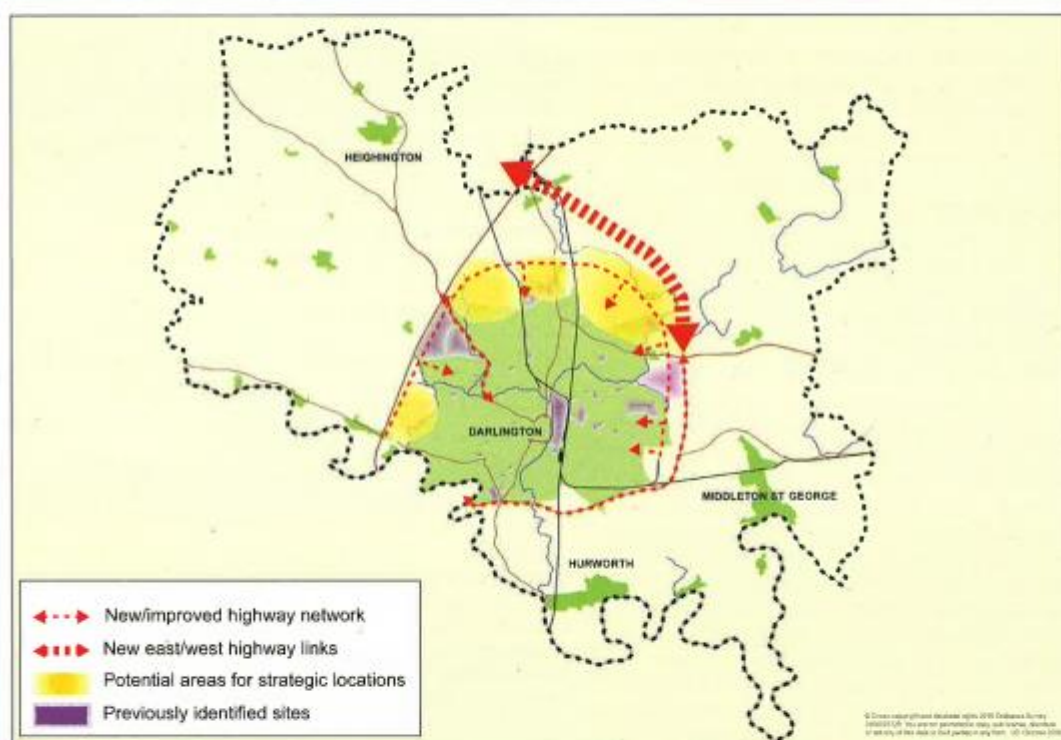 HEIGHINGTON
DARLINGTON
MIDDLETON ST GEORGE
HURWORTH
New/improved highway network
New east/west highway links
Potential areas for strategic locations
Previously identified sites